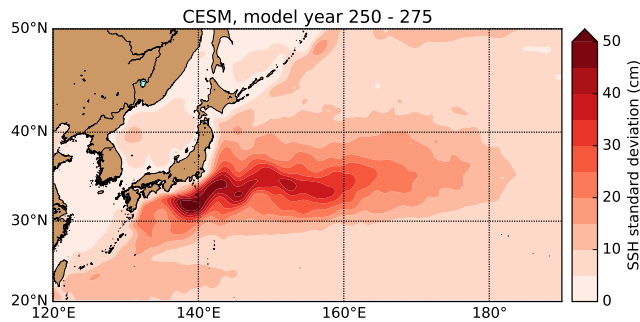 CESM, model year 250 - 275
50°N
40°N
30°N
20°N
120°E
140°E
160°E
180°
50
40
30
20
10
0
SSH standard deviation (cm)